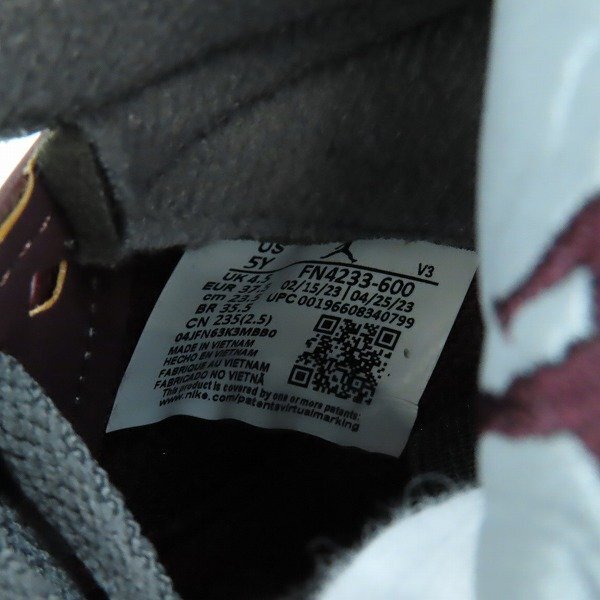 US
5Y
UK 4.5
EUR 37.5
cm 23.5
BR 35.5
CN 235(2.5)
04JFN63K3MBB0
MADE IN VIETNAM
HECHO EN VIETNAM
FABRIQUE AU VIETNAM
FABRICADO NO VIETNÃ
V3
FN4233-600
02/15/23 | 04/25/23
UPC 00196608340799
This product is covered by one or more patents:
www.nike.com/patentsvirtualmarking